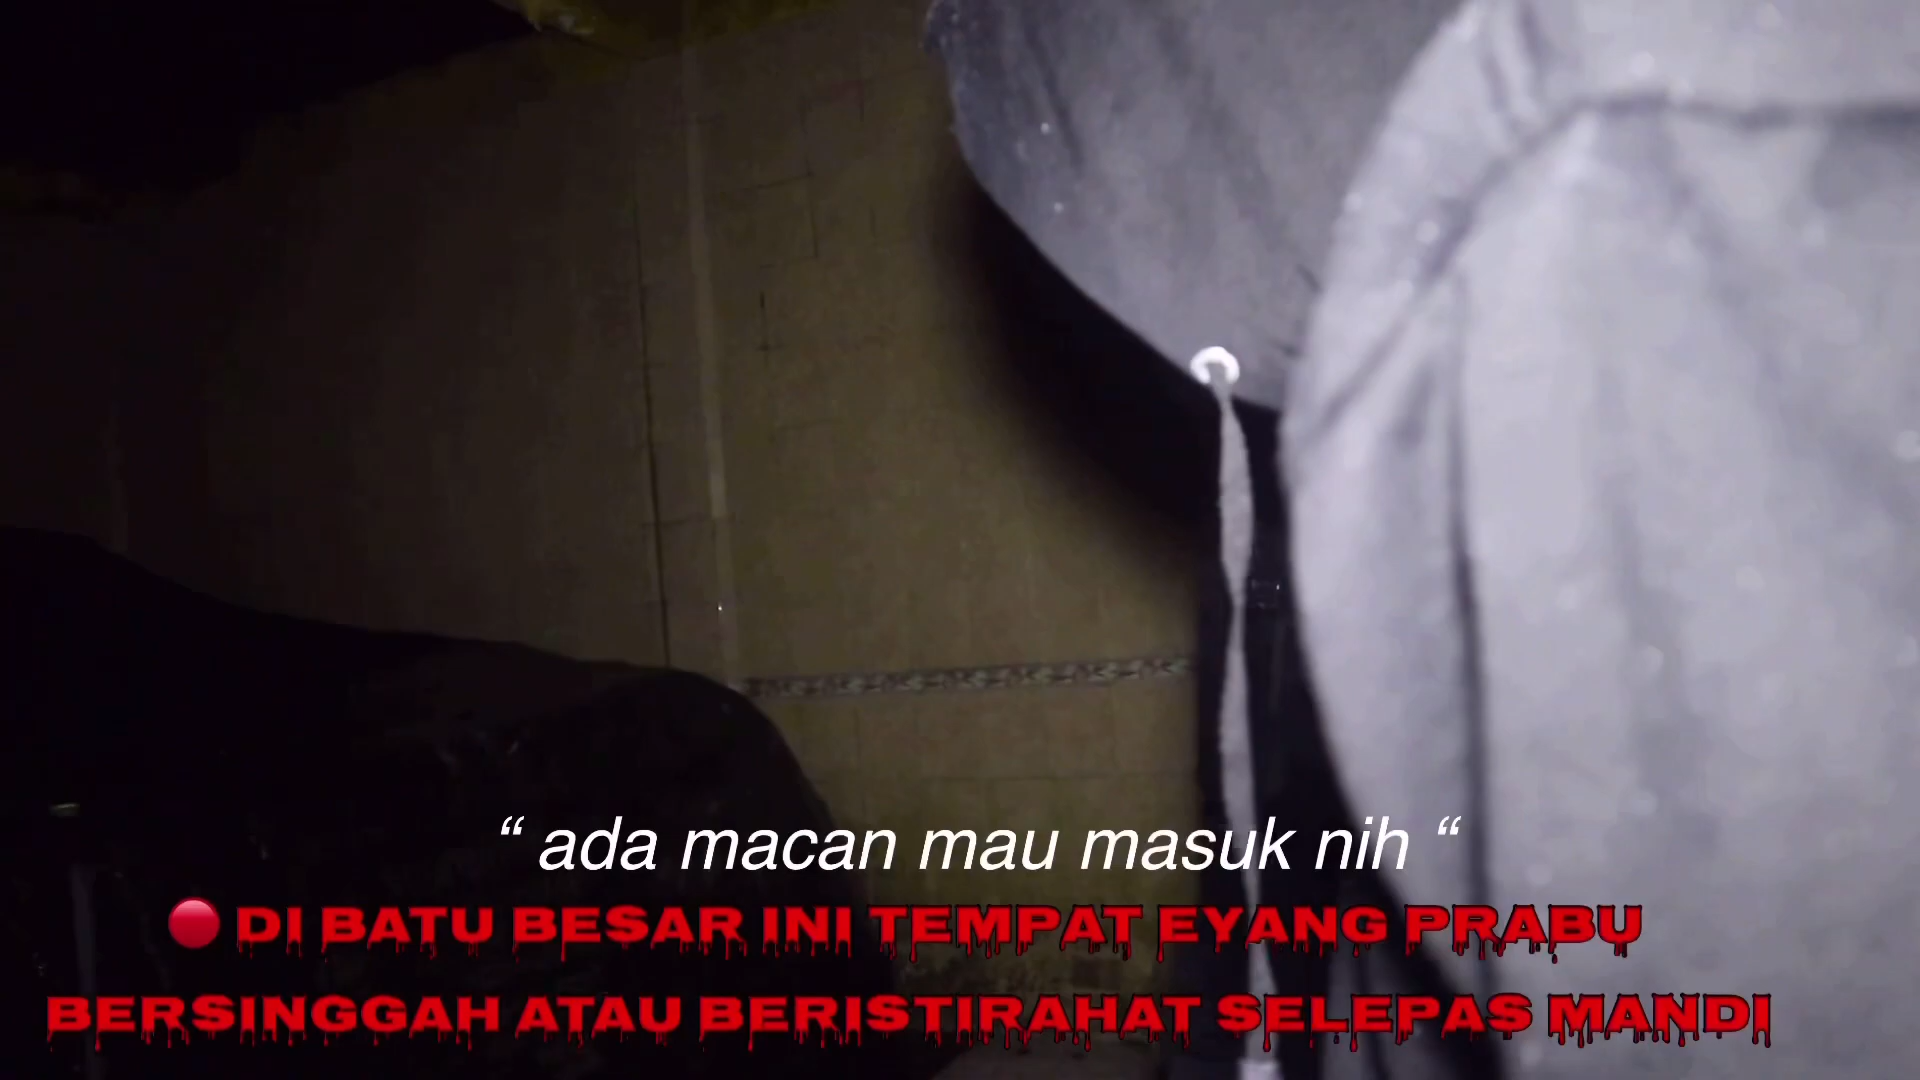 “ ada macan mau masuk nih “
🔴 DI BATU BESAR INI TEMPAT EYANG PRABU
BERSINGGAH ATAU BERISTIRAHAT SELEPAS MANDI